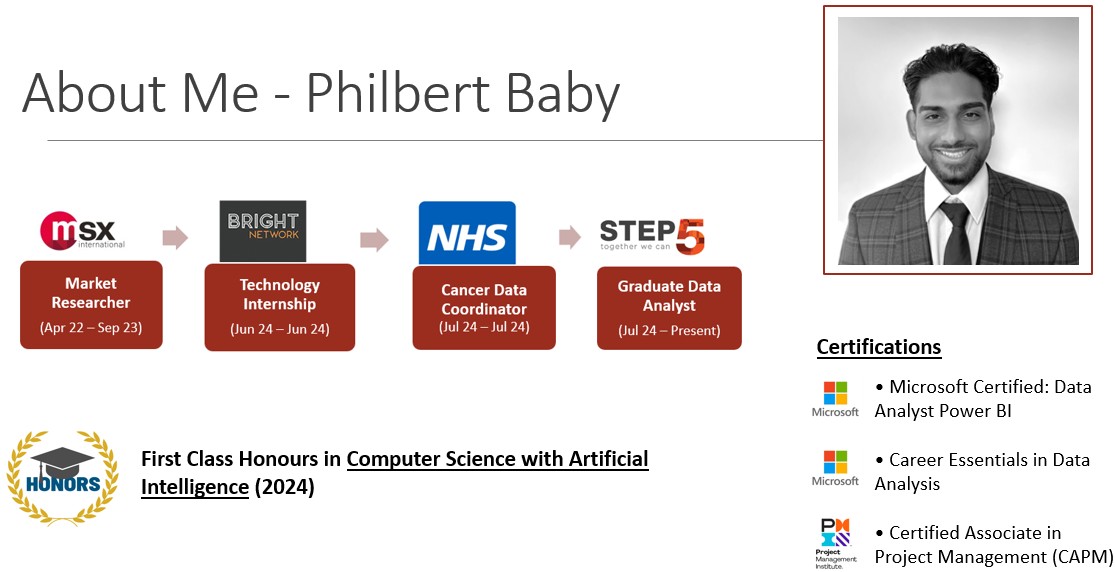 About Me - Philbert Baby
msx
international
BRIGHT
NETWORK
NHS
STEP5
together we can
Market
Researcher
(Apr 22 – Sep 23)
Technology
Internship
(Jun 24 – Jun 24)
Cancer Data
Coordinator
(Jul 24 – Jul 24)
Graduate Data
Analyst
(Jul 24 – Present)
HONORS
First Class Honours in Computer Science with Artificial
Intelligence (2024)
Certifications
Microsoft
• Microsoft Certified: Data
Analyst Power BI
Microsoft
• Career Essentials in Data
Analysis
Project
Management
Institute.
• Certified Associate in
Project Management (CAPM)